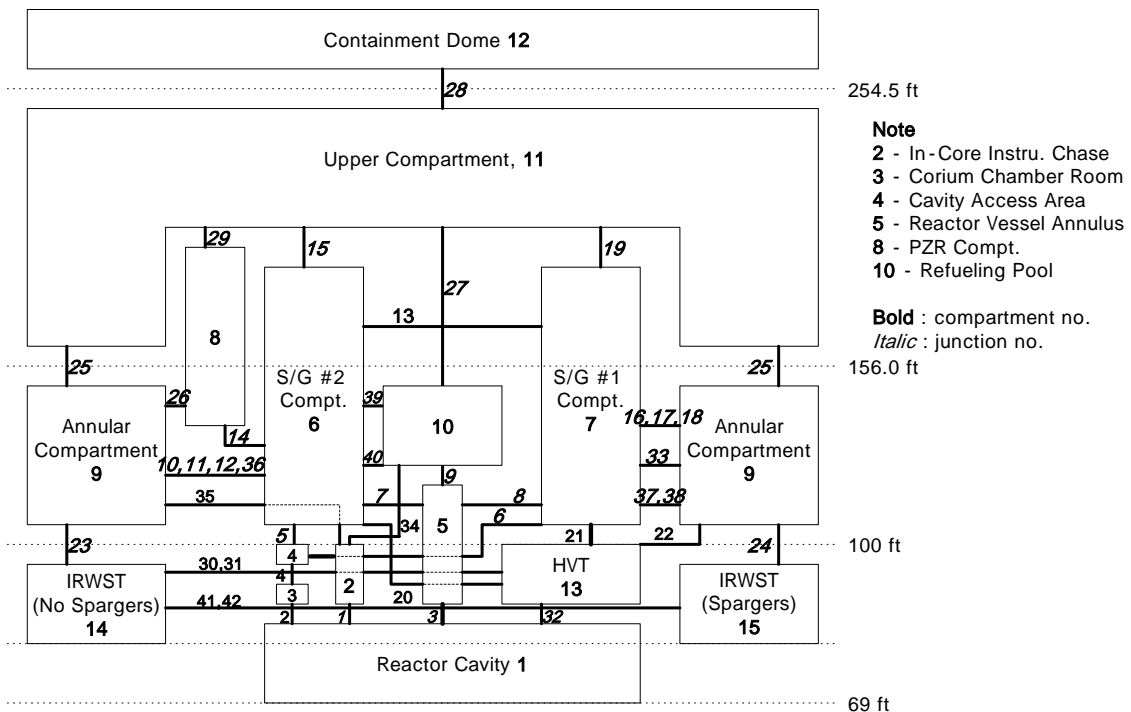 Containment Dome 12
28
254.5 ft
Note
2 - In-Core Instru. Chase
3 - Corium Chamber Room
4 - Cavity Access Area
5 - Reactor Vessel Annulus
8 - PZR Compt.
10 - Refueling Pool
Bold : compartment no.
Italic : junction no.
Upper Compartment, 11
29
15
19
27
13
8
25
25
156.0 ft
S/G #2
Compt.
6
S/G #1
Compt.
7
26
39
16,17,18
14
10
Annular
Compartment
9
Annular
Compartment
9
10,11,12,36
40
33
9
35
7
8
37,38
34
5
6
5
21
22
23
24
100 ft
4
HVT
13
30,31
4
2
IRWST
(No Spargers)
14
IRWST
(Spargers)
15
3
41,42
20
2
1
3
32
Reactor Cavity 1
69 ft